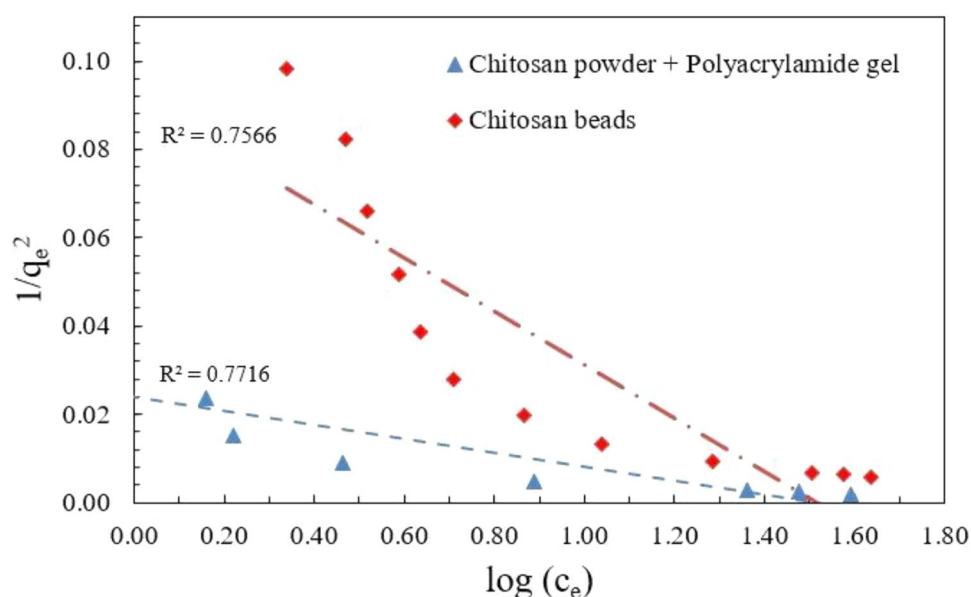 0.10
0.08
0.06
0.04
0.02
0.00
1/qe²
Chitosan powder + Polyacrylamide gel
Chitosan beads
R² = 0.7566
R² = 0.7716
0.00 0.20 0.40 0.60 0.80 1.00 1.20 1.40 1.60 1.80
log (ce)